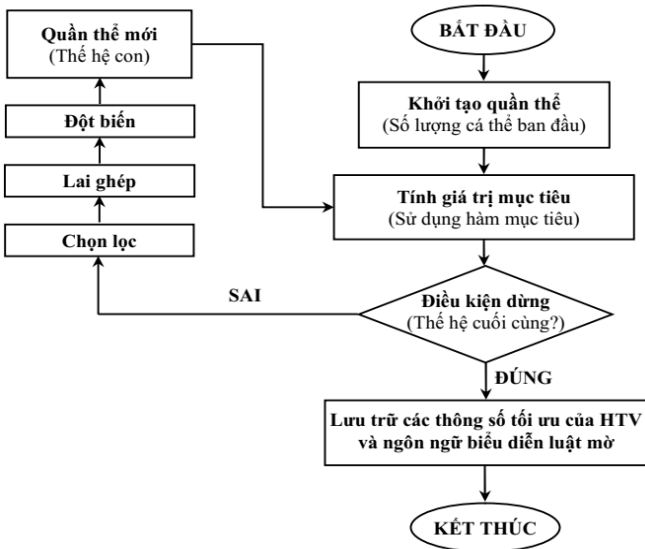 BẮT ĐẦU
Khởi tạo quần thể
(Số lượng cá thể ban đầu)
Tính giá trị mục tiêu
(Sử dụng hàm mục tiêu)
Điều kiện dừng
(Thế hệ cuối cùng?)
SAI
Chọn lọc
Lai ghép
Đột biến
Quần thể mới
(Thế hệ con)
ĐÚNG
Lưu trữ các thông số tối ưu của HTV
và ngôn ngữ biểu diễn luật mờ
KẾT THÚC